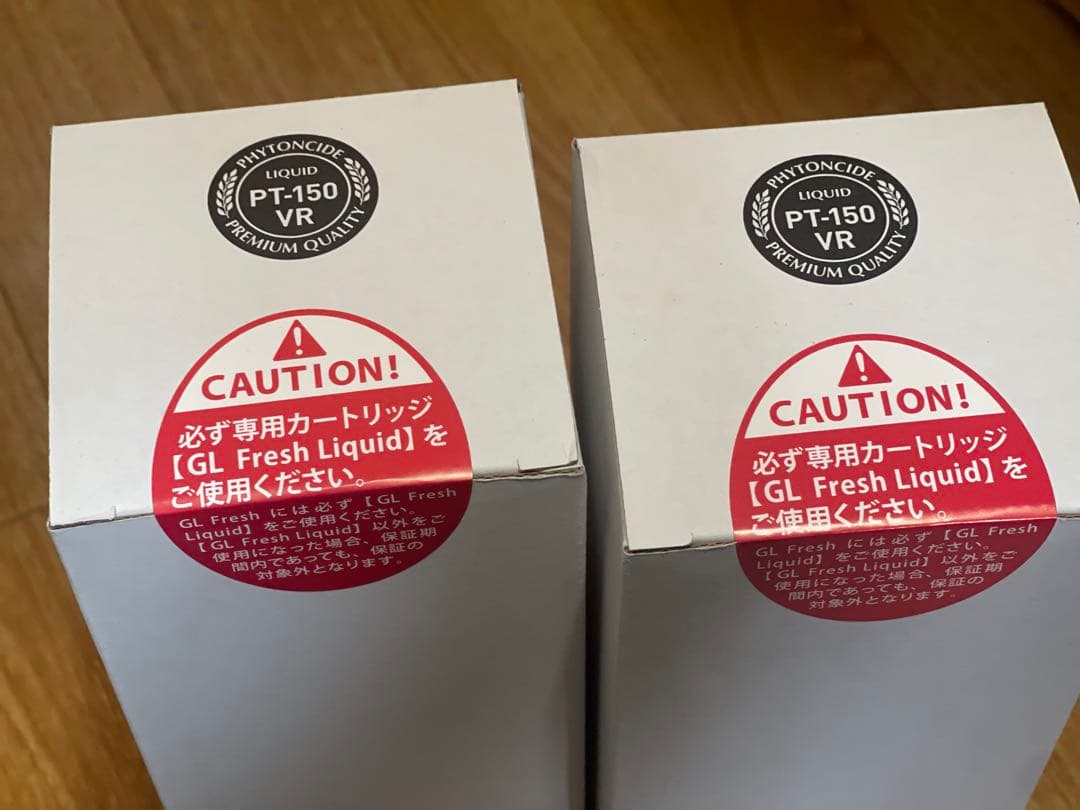 PHYTONCIDE
LIQUID
PT-150
VR
PREMIUM QUALITY
CAUTION!
必ず専用カートリッジ
【GL Fresh Liquid】を
ご使用ください。
GL Fresh には必ず【GL Fresh
Liquid】をご使用ください。
【GL Fresh Liquid】以外をご
使用になった場合、保証期
間内であっても、保証の
対象外となります。
PHYTONCIDE
LIQUID
PT-150
VR
PREMIUM QUALITY
CAUTION!
必ず専用カートリッジ
【GL Fresh Liquid】を
ご使用ください。
GL Fresh には必ず【GL Fresh
Liquid】をご使用ください。
【GL Fresh Liquid】以外をご
使用になった場合、保証期
間内であっても、保証の
対象外となります。